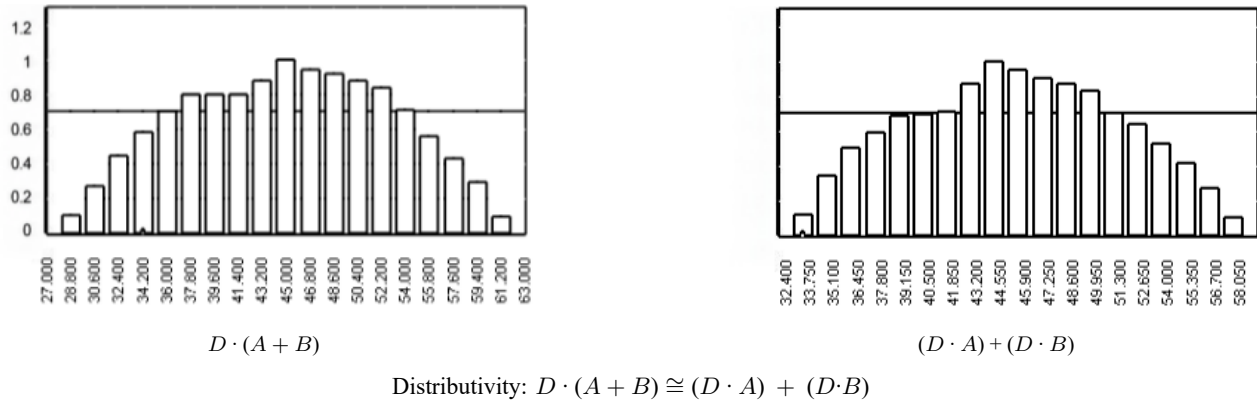 1.2
1
0.8
0.6
0.4
0.2
0
27.000 28.800 30.600 32.400 34.200 36.000 37.800 39.600 41.400 43.200 45.000 46.800 48.600 50.400 52.200 54.000 55.800 57.600 59.400 61.200 63.000
32.400 33.750 35.100 36.450 37.800 39.150 40.500 41.850 43.200 44.550 45.900 47.250 48.600 49.950 51.300 52.650 54.000 55.350 56.700 58.050
D · (A + B)
(D · A) + (D · B)
Distributivity: D · (A + B) ≅ (D · A) + (D·B)